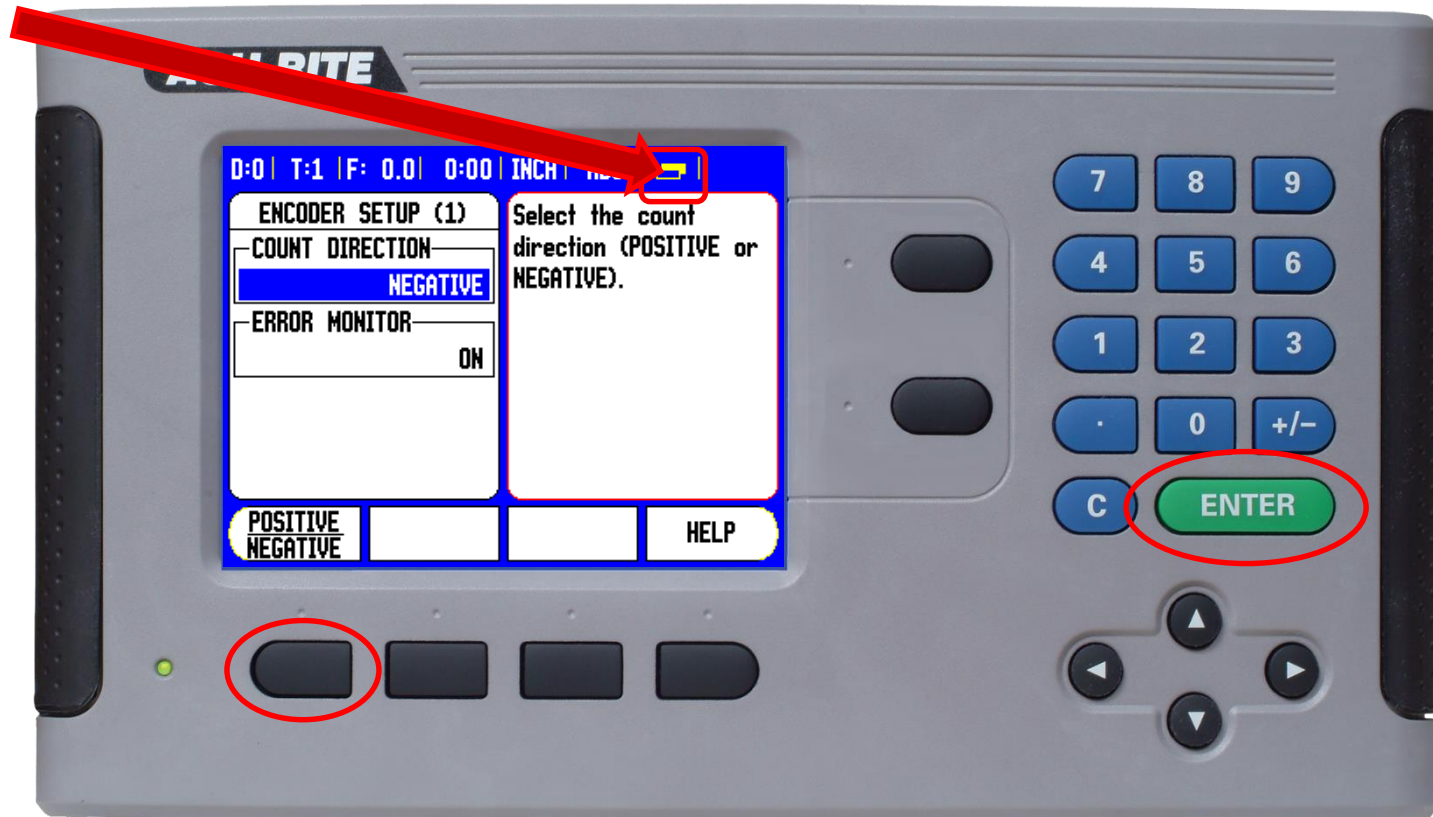 RITE
D:0| T:1 |F: 0.0| 0:00| INCH|
ENCODER SETUP (1)
COUNT DIRECTION
NEGATIVE
ERROR MONITOR
ON
Select the count
direction (POSITIVE or
NEGATIVE).
POSITIVE
NEGATIVE
HELP
7 8 9
4 5 6
1 2 3
. 0 +/−
C ENTER